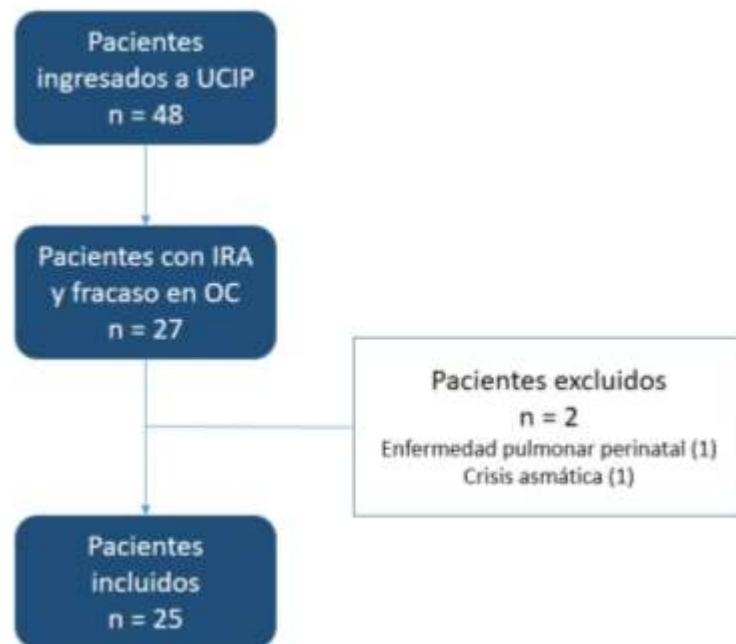 Pacientes
ingresados a UCIP
n = 48
Pacientes con IRA
y fracaso en OC
n = 27
Pacientes excluidos
n = 2
Enfermedad pulmonar perinatal (1)
Crisis asmática (1)
Pacientes
incluidos
n = 25